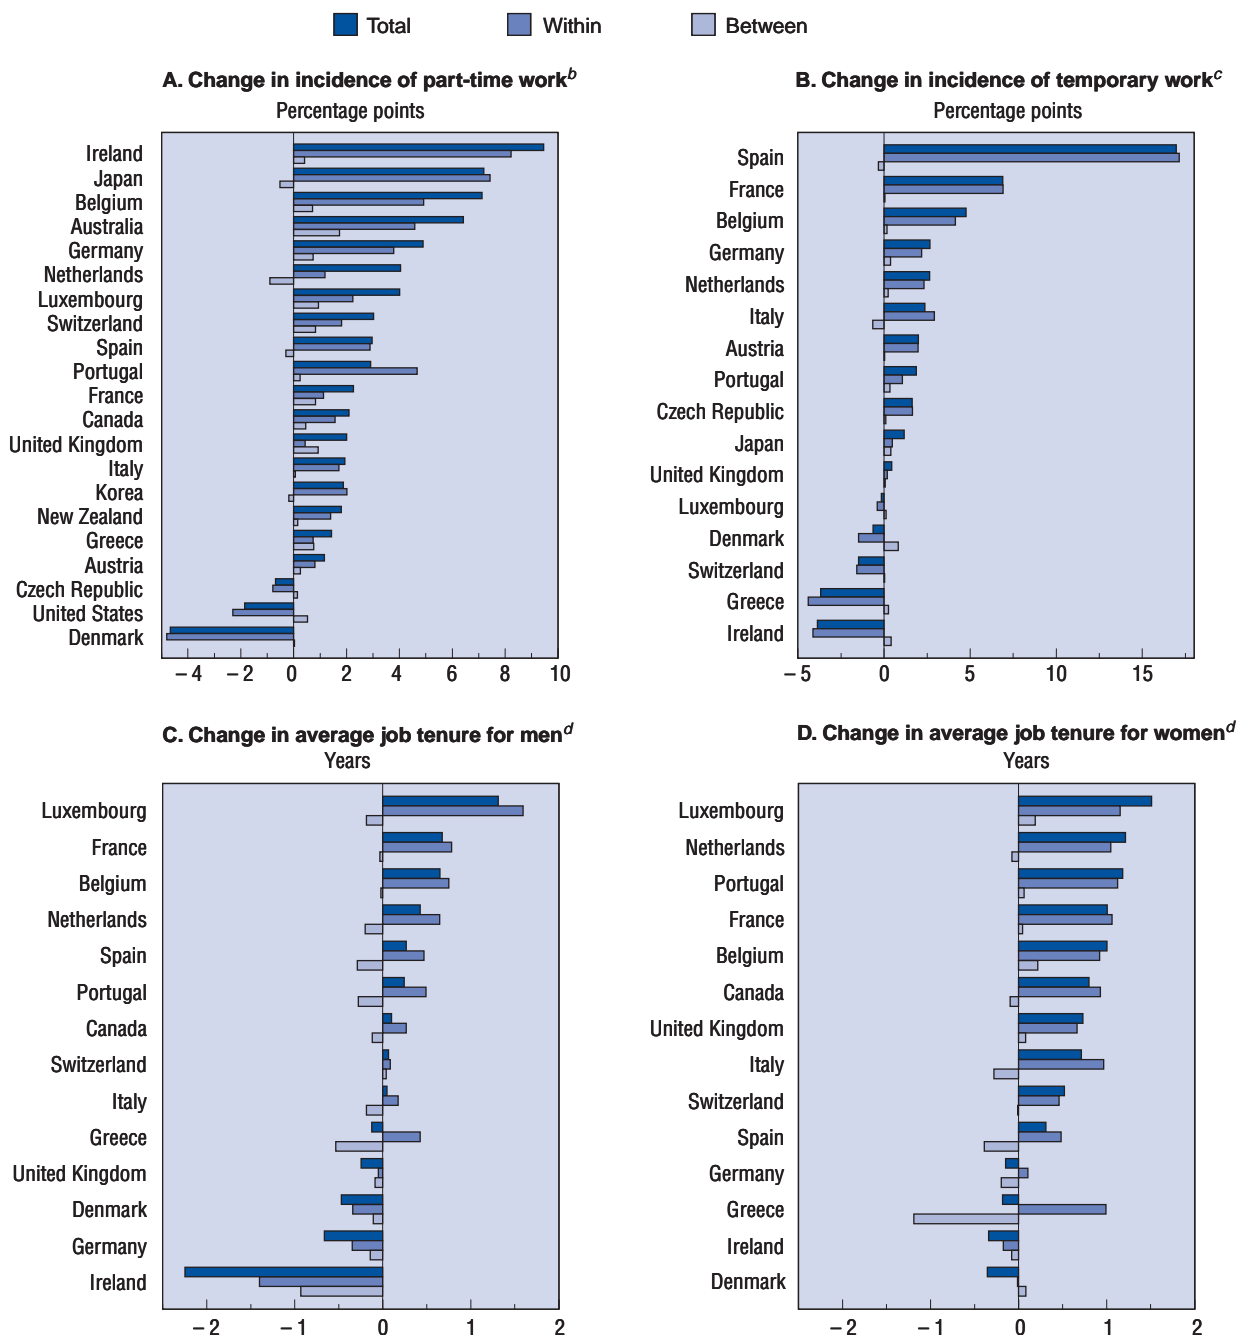 Total Within Between
A. Change in incidence of part-time work^b
Percentage points
Ireland
Japan
Belgium
Australia
Germany
Netherlands
Luxembourg
Switzerland
Spain
Portugal
France
Canada
United Kingdom
Italy
Korea
New Zealand
Greece
Austria
Czech Republic
United States
Denmark
– 4 – 2 0 2 4 6 8 10
B. Change in incidence of temporary work^c
Percentage points
Spain
France
Belgium
Germany
Netherlands
Italy
Austria
Portugal
Czech Republic
Japan
United Kingdom
Luxembourg
Denmark
Switzerland
Greece
Ireland
– 5 0 5 10 15
C. Change in average job tenure for men^d
Years
Luxembourg
France
Belgium
Netherlands
Spain
Portugal
Canada
Switzerland
Italy
Greece
United Kingdom
Denmark
Germany
Ireland
– 2 – 1 0 1 2
D. Change in average job tenure for women^d
Years
Luxembourg
Netherlands
Portugal
France
Belgium
Canada
United Kingdom
Italy
Switzerland
Spain
Germany
Greece
Ireland
Denmark
– 2 – 1 0 1 2